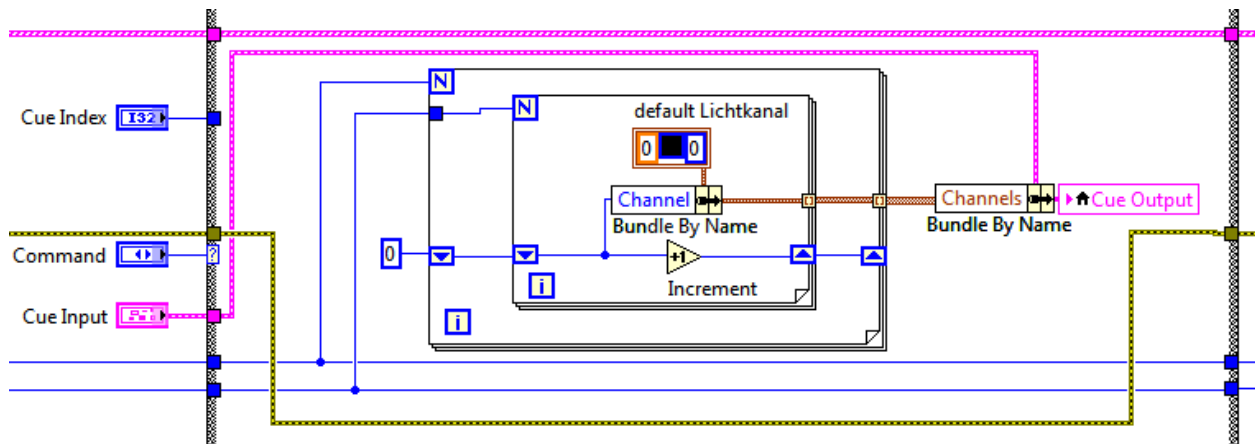 N
Cue Index
I32
N
default Lichtkanal
0
0
Channel
Channels
Cue Output
Bundle By Name
Bundle By Name
0
+1
Command
?
i
Increment
Cue Input
i